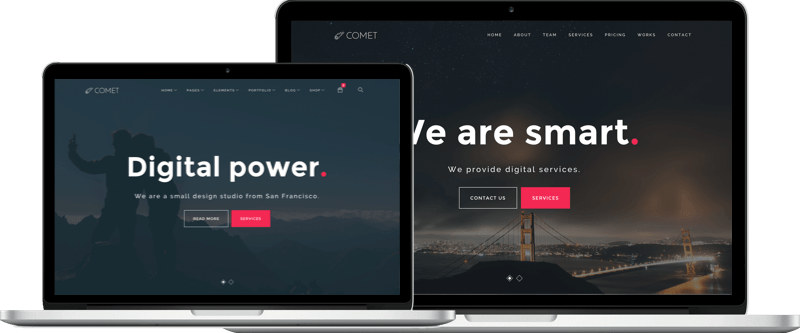 COMET
HOME PAGES ELEMENTS PORTFOLIO BLOG SHOP
Digital power.
We are a small design studio from San Francisco.
READ MORE SERVICES
COMET
HOME ABOUT TEAM SERVICES PRICING WORKS CONTACT
We are smart.
We provide digital services.
CONTACT US SERVICES